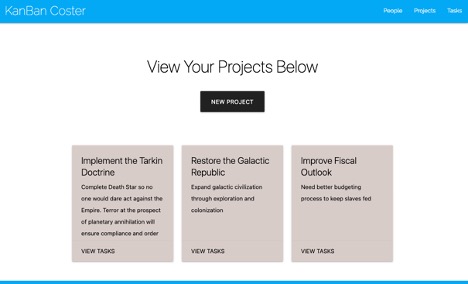 KanBan Coster
People Projects Tasks
View Your Projects Below
NEW PROJECT
Implement the Tarkin
Doctrine
Complete Death Star so no
one would dare act against the
Empire. Terror at the prospect
of planetary annihilation will
ensure compliance and order
VIEW TASKS
Restore the Galactic
Republic
Expand galactic civilization
through exploration and
colonization
VIEW TASKS
Improve Fiscal
Outlook
Need better budgeting
process to keep slaves fed
VIEW TASKS